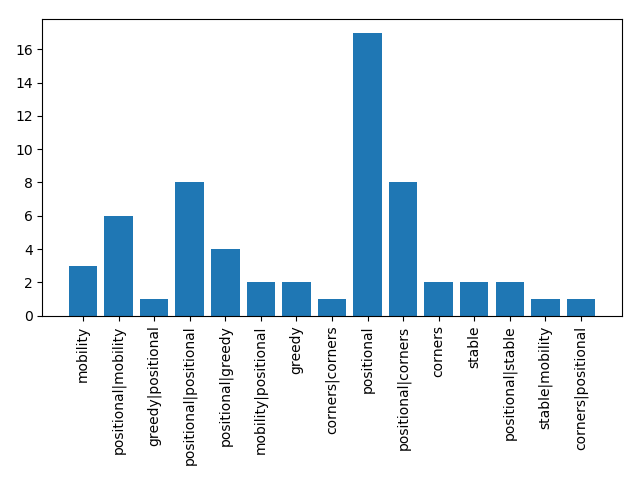 16
14
12
10
8
6
4
2
0
mobility
positional|mobility
greedy|positional
positional|positional
positional|greedy
mobility|positional
greedy
corners|corners
positional
positional|corners
corners
stable
positional|stable
stable|mobility
corners|positional